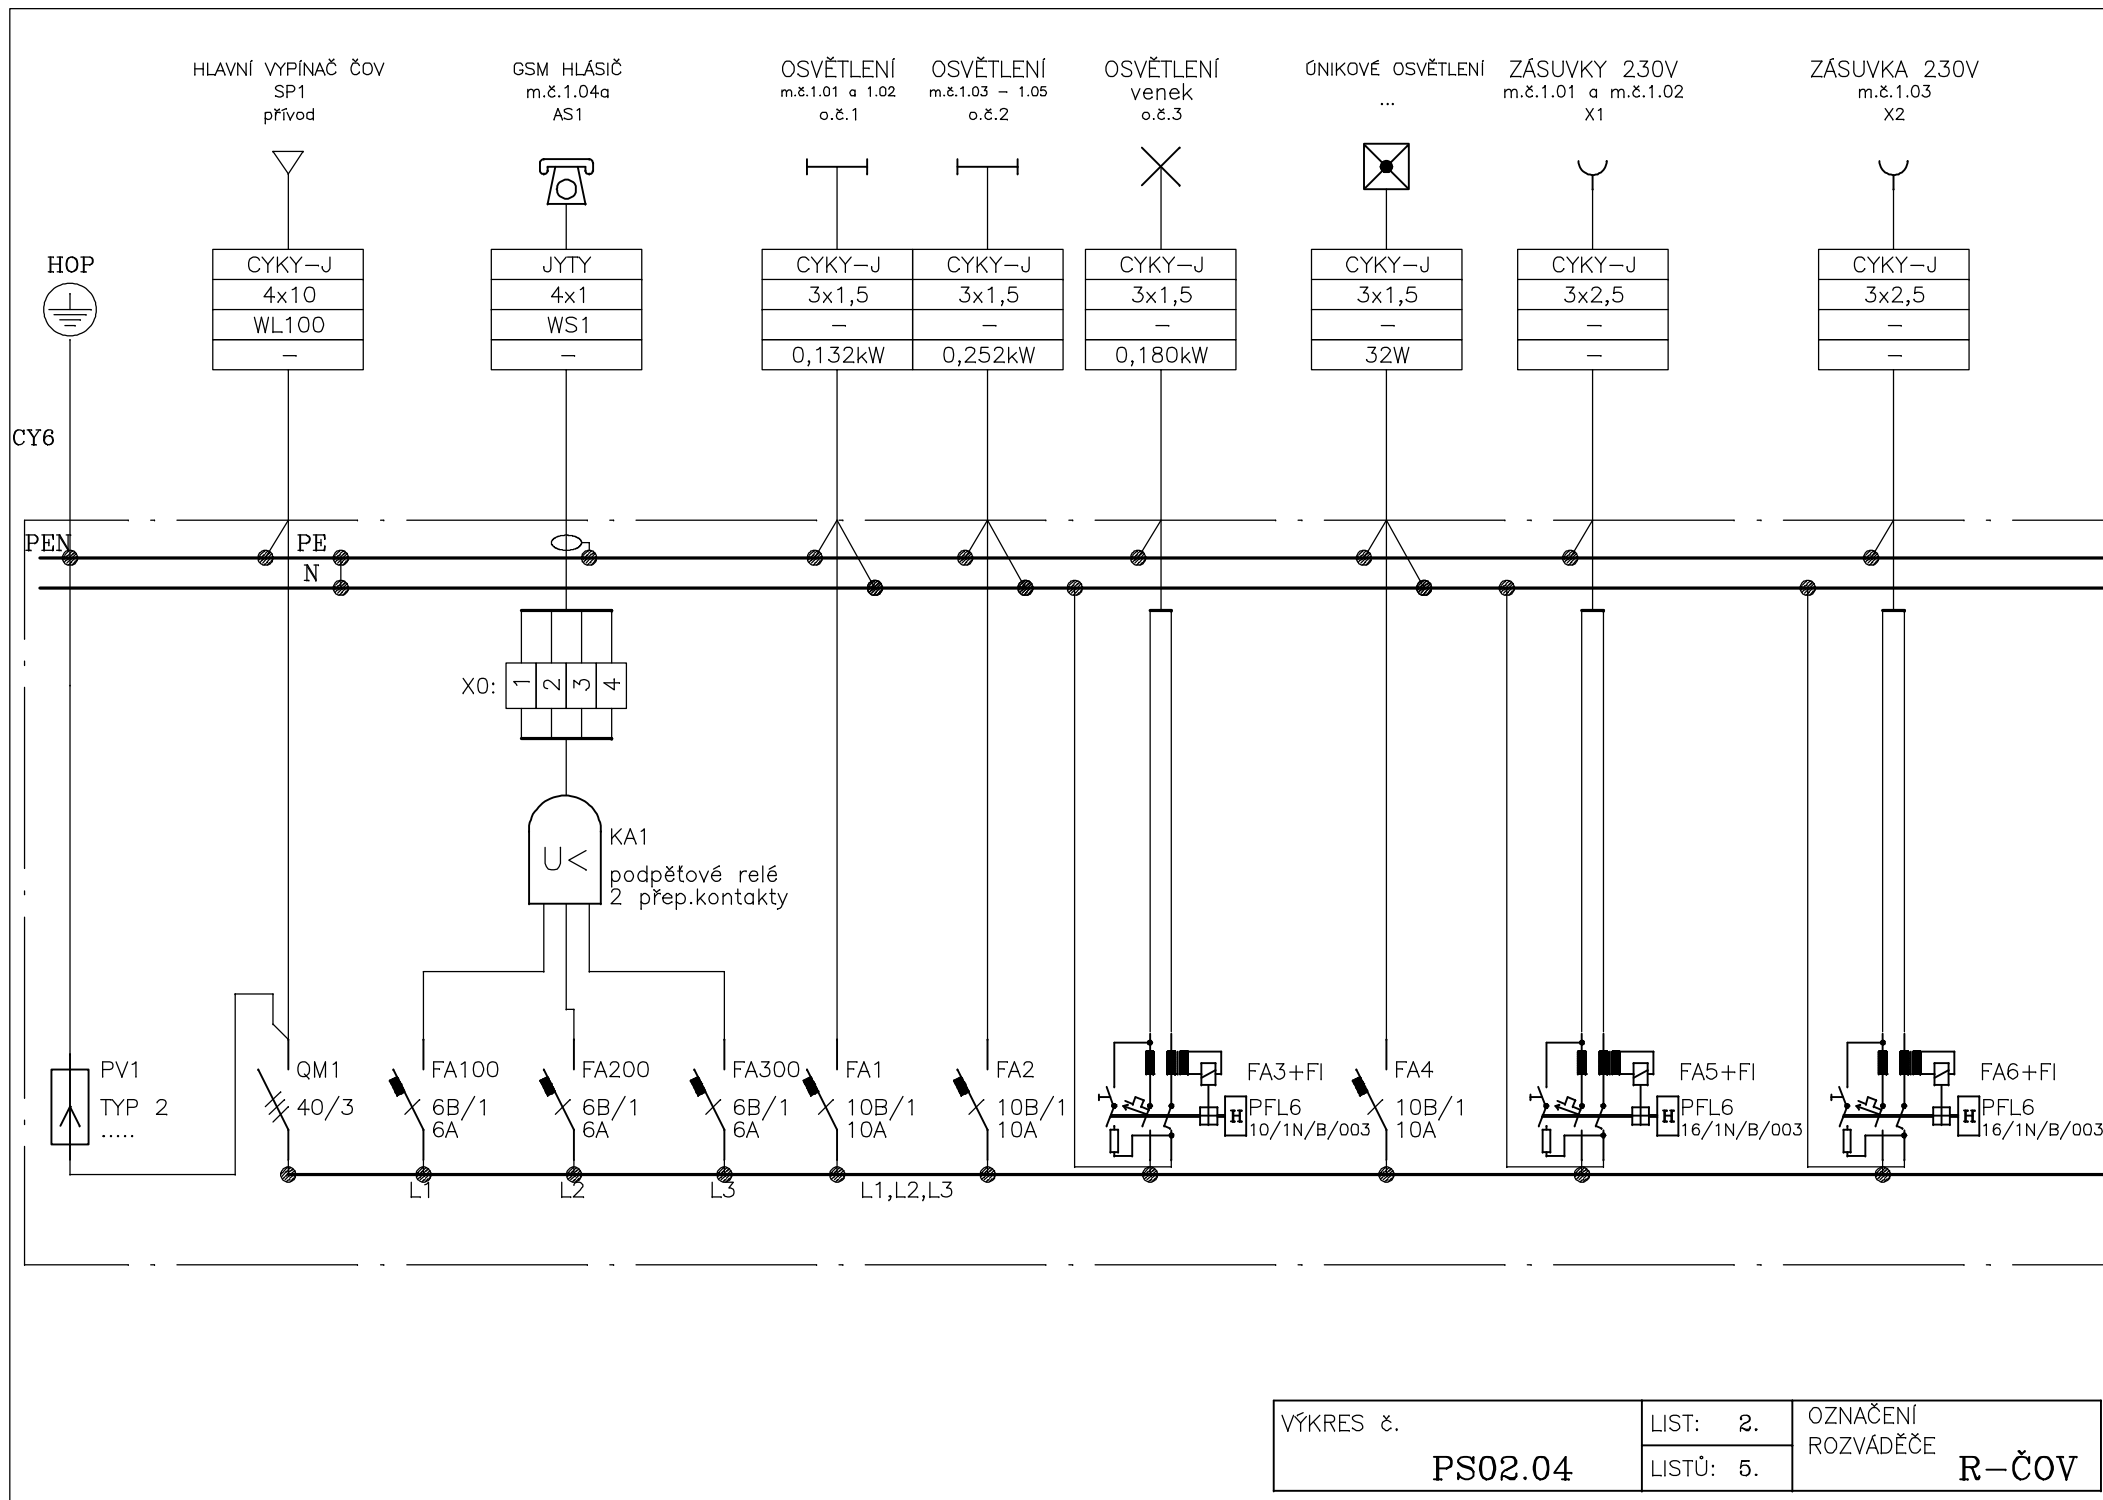 HLAVNÍ VYPÍNAČ ČOV
SP1
přívod
GSM HLÁSIČ
m.č.1.04a
AS1
OSVĚTLENÍ
m.č.1.01 a 1.02
o.č.1
OSVĚTLENÍ
m.č.1.03 – 1.05
o.č.2
OSVĚTLENÍ
venek
o.č.3
ÚNIKOVÉ OSVĚTLENÍ
...
ZÁSUVKY 230V
m.č.1.01 a m.č.1.02
X1
ZÁSUVKA 230V
m.č.1.03
X2
HOP
CYKY–J
4x10
WL100
–
JYTY
4x1
WS1
–
CYKY–J
3x1,5
–
0,132kW
CYKY–J
3x1,5
–
0,252kW
CYKY–J
3x1,5
–
0,180kW
CYKY–J
3x1,5
–
32W
CYKY–J
3x2,5
–
–
CYKY–J
3x2,5
–
–
CY6
PEN
PE
N
X0:
1
2
3
4
KA1
U<
podpěťové relé
2 přep.kontakty
PV1
TYP 2
.....
QM1
40/3
FA100
6B/1
6A
FA200
6B/1
6A
FA300
6B/1
6A
FA1
10B/1
10A
FA2
10B/1
10A
FA3+FI
H
PFL6
10/1N/B/003
FA4
10B/1
10A
FA5+FI
H
PFL6
16/1N/B/003
FA6+FI
H
PFL6
16/1N/B/003
L1
L2
L3
L1,L2,L3
VÝKRES č.
PS02.04
LIST: 2.
LISTŮ: 5.
OZNAČENÍ
ROZVÁDĚČE
R–ČOV